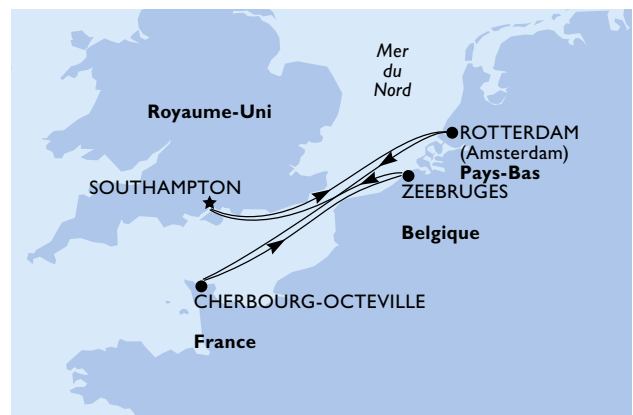 Mer
du
Nord
Royaume-Uni
ROTTERDAM
(Amsterdam)
Pays-Bas
SOUTHAMPTON
ZEEBRUGES
Belgique
CHERBOURG-OCTEVILLE
France